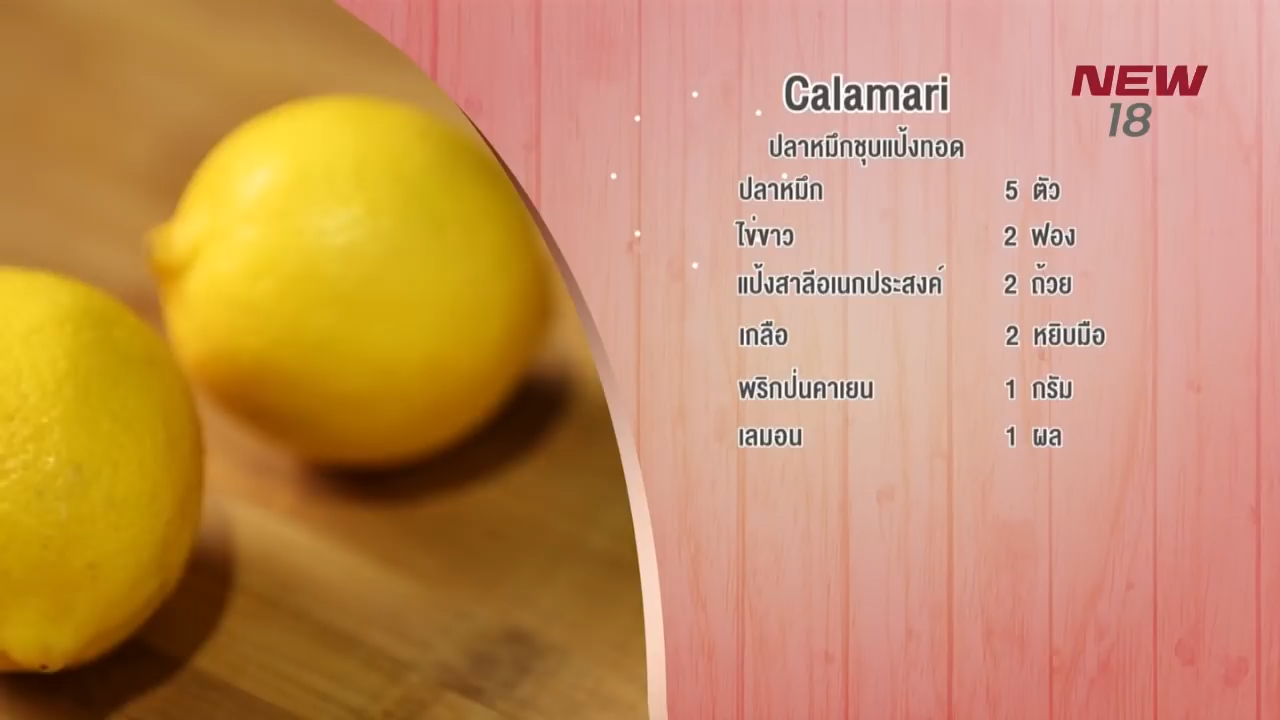 Calamari
ปลาหมึกชุบแป้งทอด
ปลาหมึก 5 ตัว
ไข่ขาว 2 ฟอง
แป้งสาลีอเนกประสงค์ 2 ถ้วย
เกลือ 2 หยิบมือ
พริกป่นคาเยน 1 กรัม
เลมอน 1 ผล
NEW
18